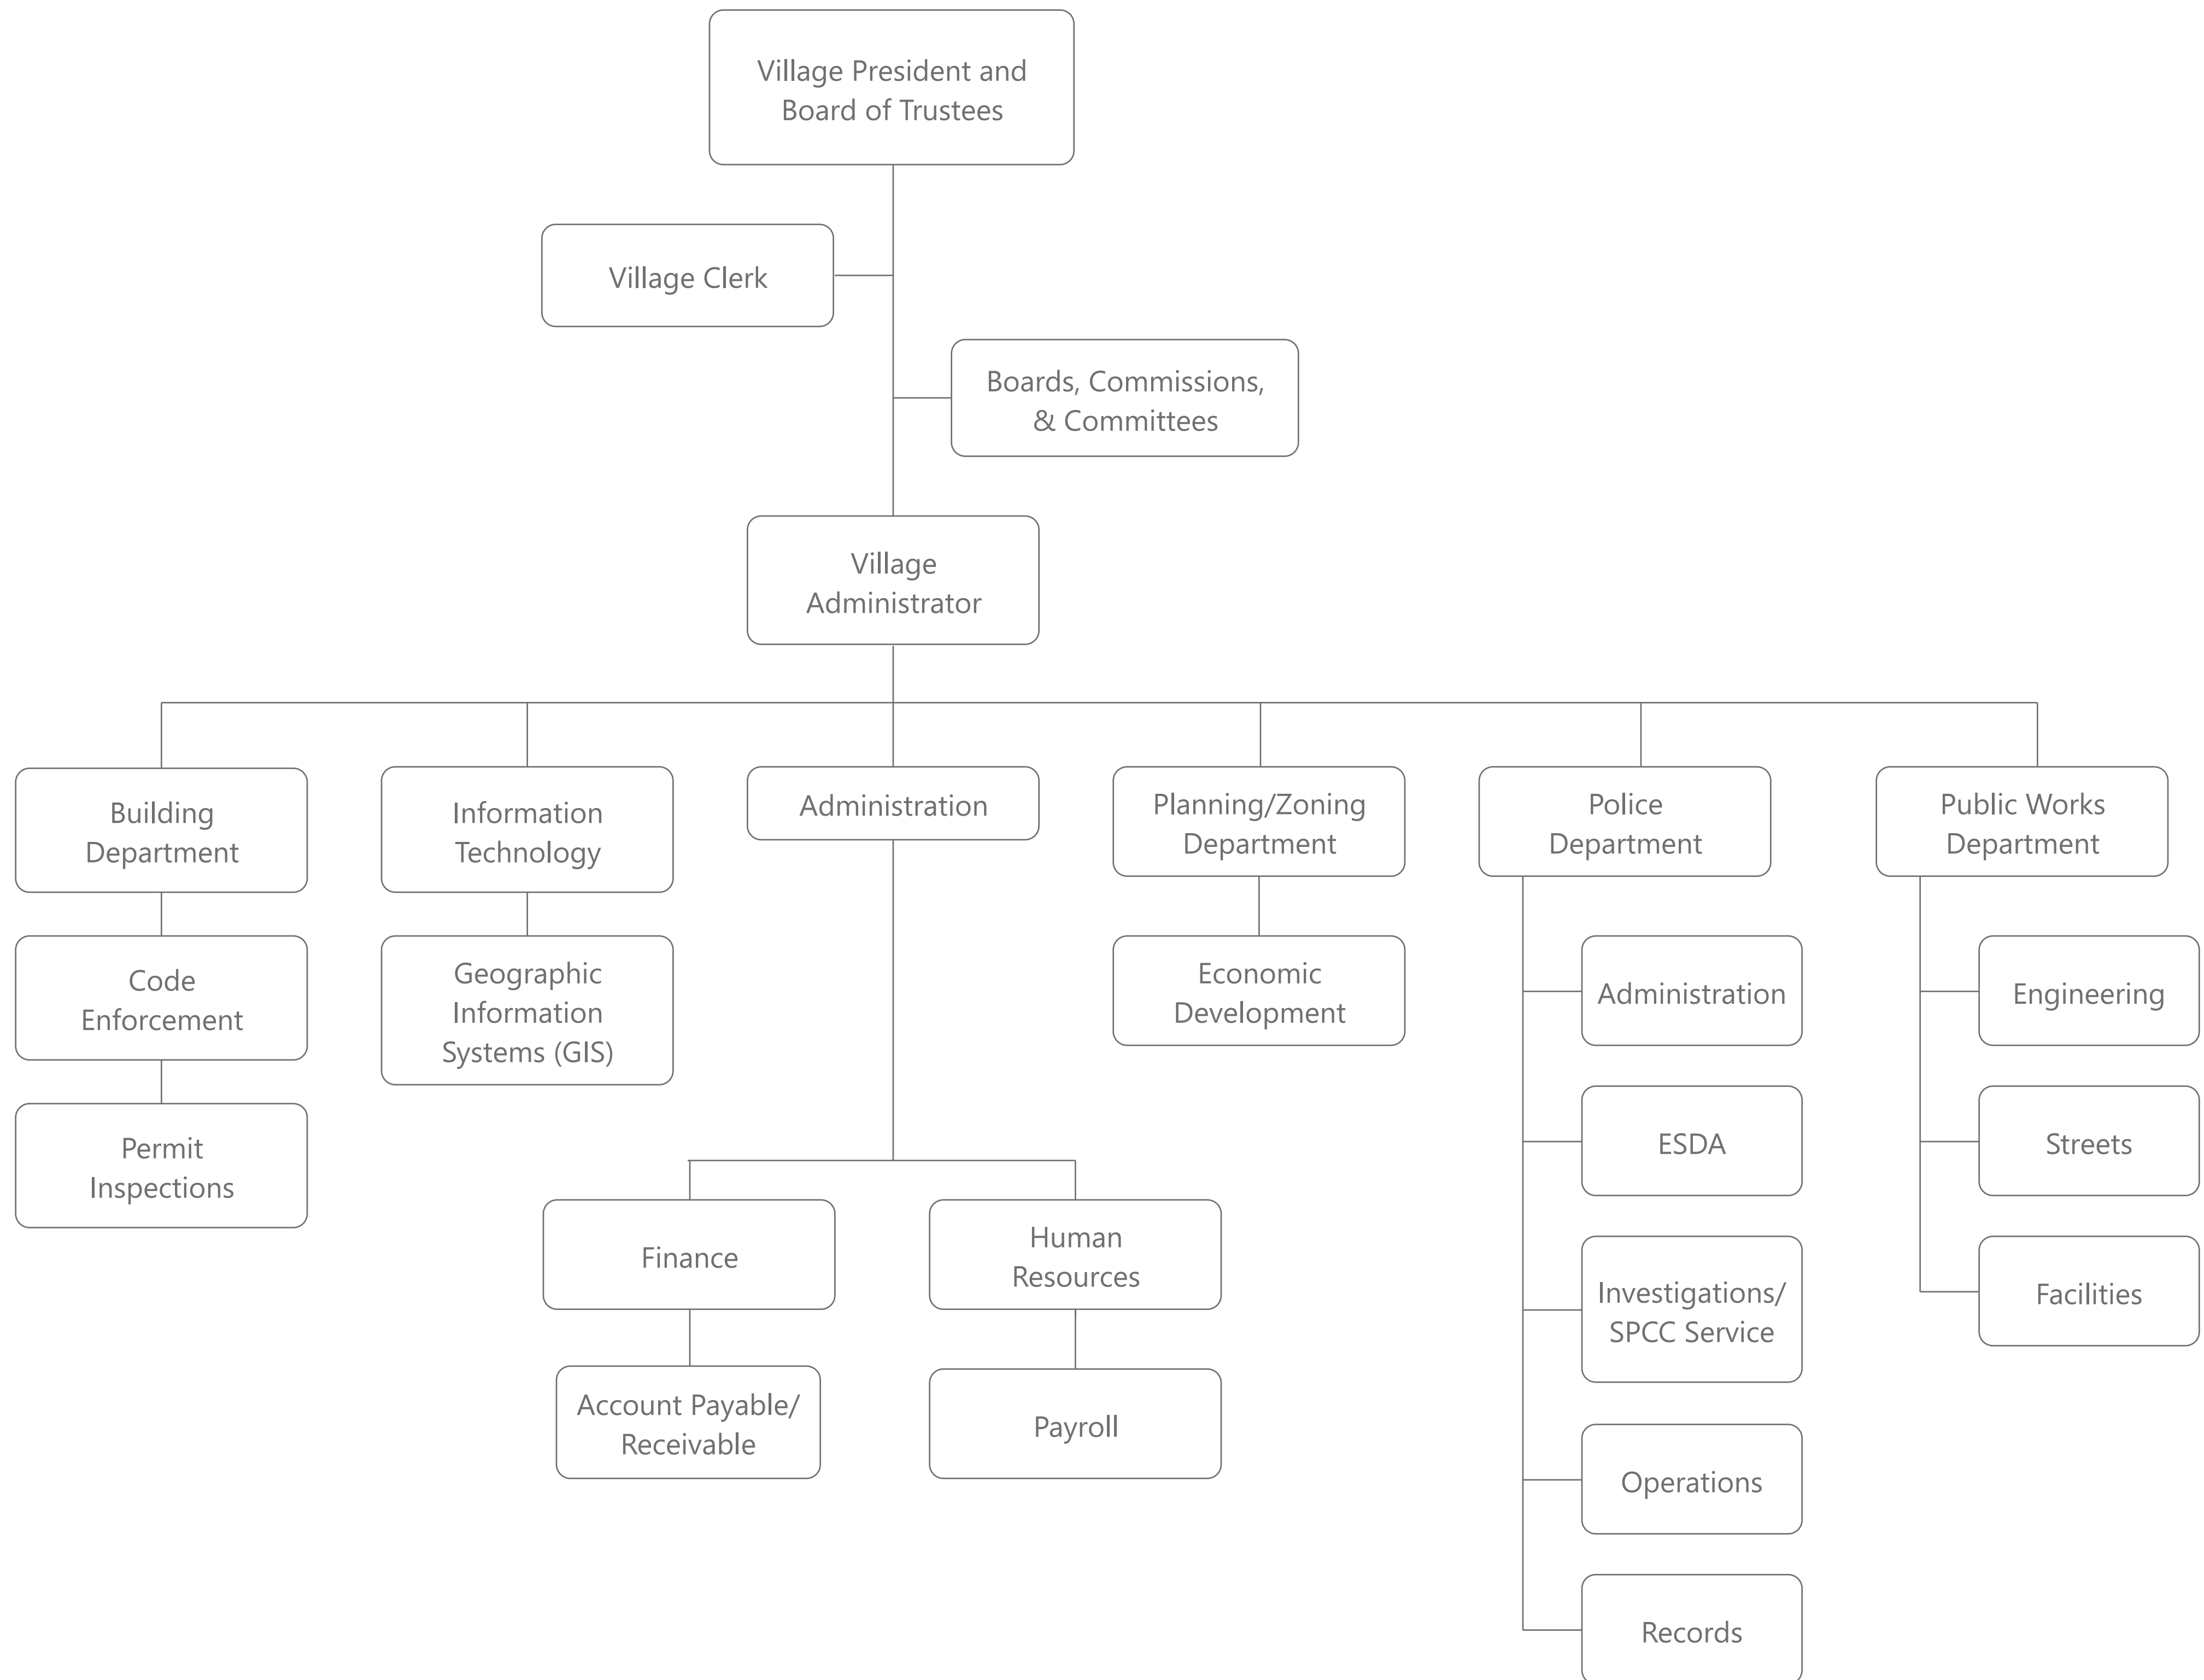 Village President and
Board of Trustees
Village Clerk
Boards, Commissions,
& Committees
Village
Administrator
Building
Department
Information
Technology
Administration
Planning/Zoning
Department
Police
Department
Public Works
Department
Code
Enforcement
Geographic
Information
Systems (GIS)
Economic
Development
Administration
Engineering
Permit
Inspections
ESDA
Streets
Finance
Human
Resources
Investigations/
SPCC Service
Facilities
Account Payable/
Receivable
Payroll
Operations
Records